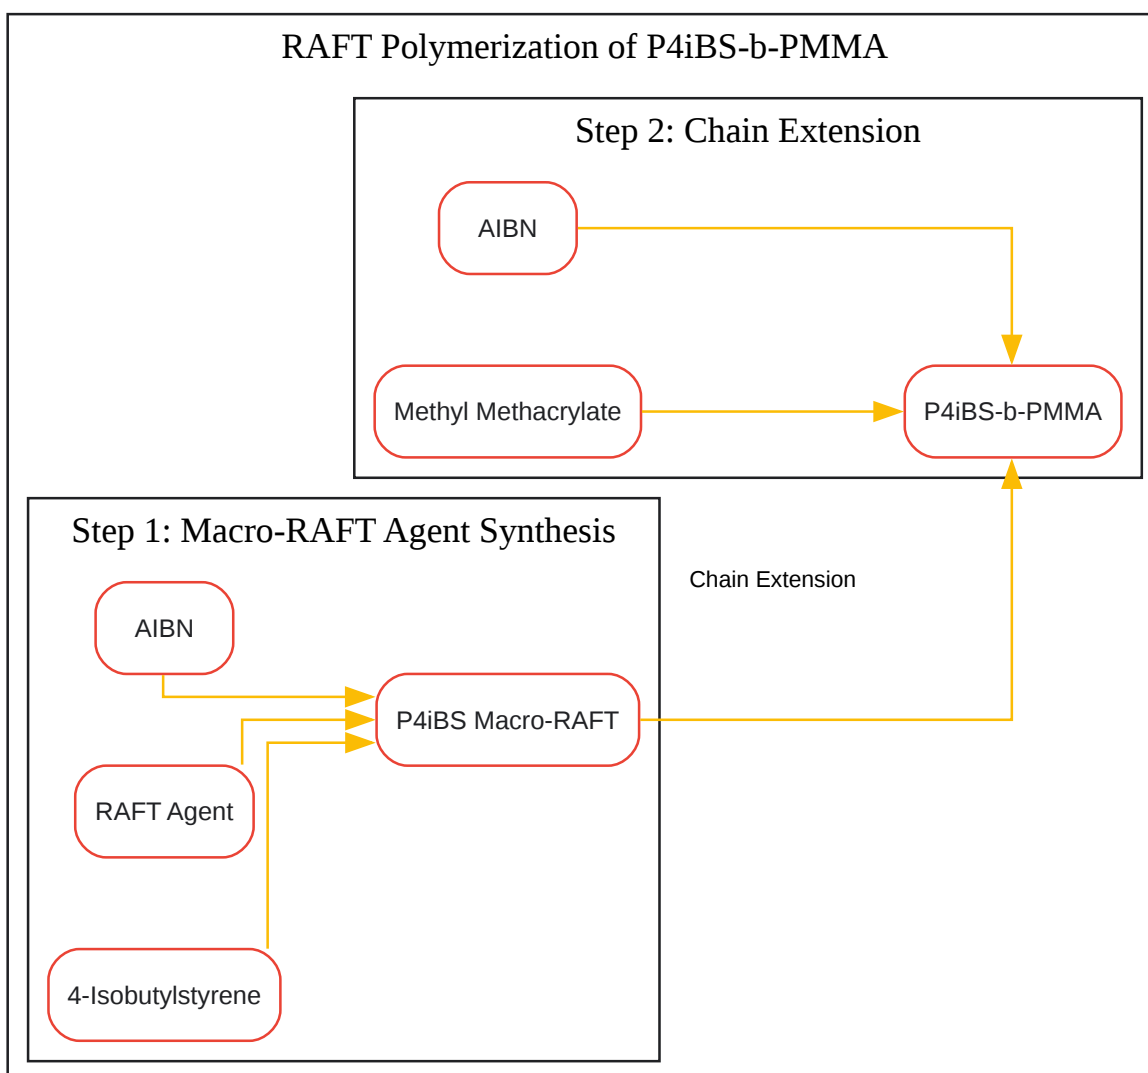 RAFT Polymerization of P4iBS-b-PMMA
Step 2: Chain Extension
AIBN
Methyl Methacrylate
P4iBS-b-PMMA
Step 1: Macro-RAFT Agent Synthesis
Chain Extension
AIBN
P4iBS Macro-RAFT
RAFT Agent
4-Isobutylstyrene